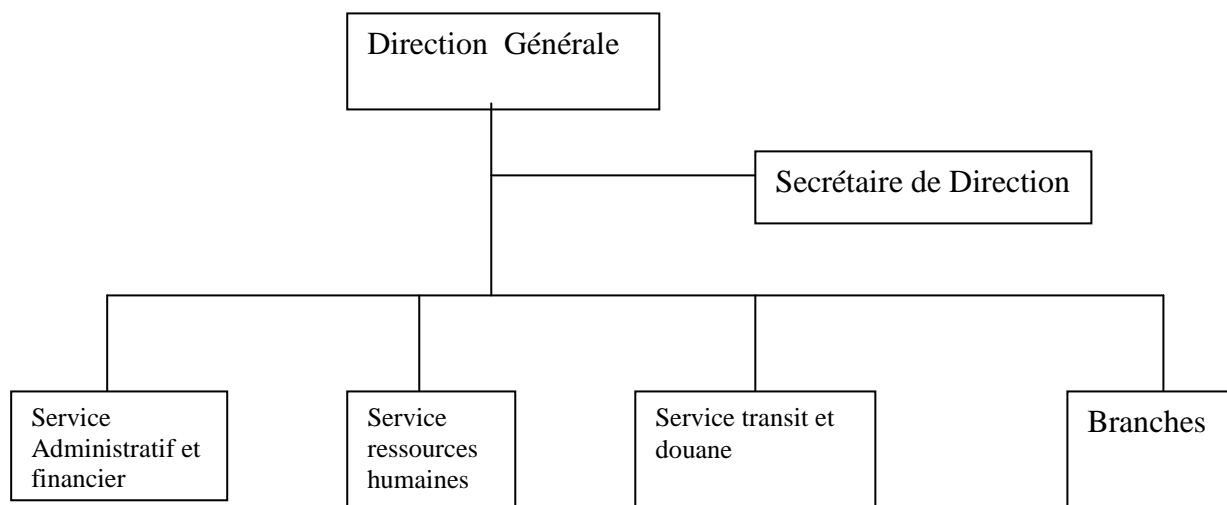 Direction Générale
Secrétaire de Direction
Service
Administratif et
financier
Service
ressources
humaines
Service transit et
douane
Branches